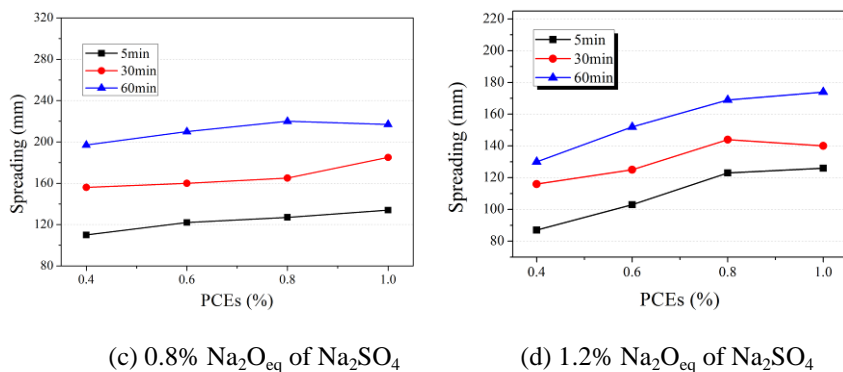 320
280
240
200
160
120
80
Spreading (mm)
5min
30min
60min
0.4 0.6 0.8 1.0
PCEs (%)
(c) 0.8% Na₂Oeq of Na₂SO₄
220
200
180
160
140
120
100
80
Spreading (mm)
5min
30min
60min
0.4 0.6 0.8 1.0
PCEs (%)
(d) 1.2% Na₂Oeq of Na₂SO₄